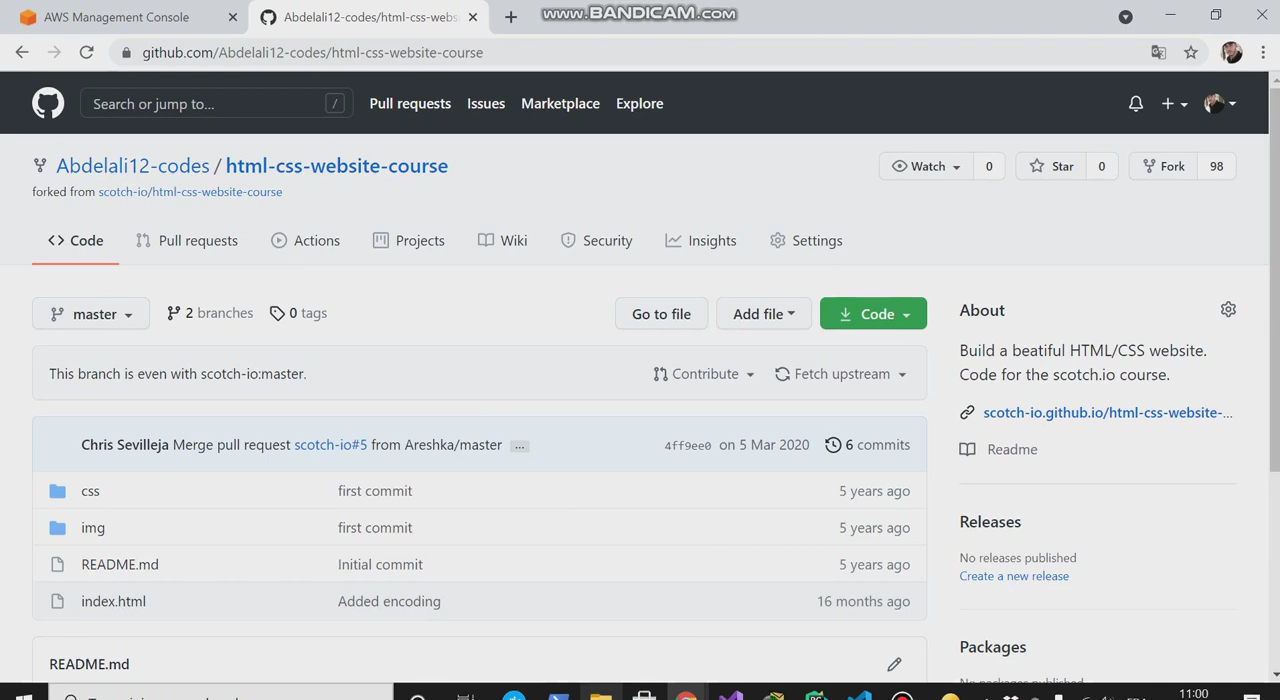 AWS Management Console
Abdelali12-codes/html-css-webs
www.BANDICAM.com
github.com/Abdelali12-codes/html-css-website-course
Search or jump to... /
Pull requests Issues Marketplace Explore
Abdelali12-codes / html-css-website-course
Watch 0 Star 0 Fork 98
forked from scotch-io/html-css-website-course
Code Pull requests Actions Projects Wiki Security Insights Settings
master 2 branches 0 tags Go to file Add file Code
This branch is even with scotch-io:master. Contribute Fetch upstream
Chris Sevilleja Merge pull request scotch-io#5 from Areshka/master ... 4ff9ee0 on 5 Mar 2020 6 commits
css first commit 5 years ago
img first commit 5 years ago
README.md Initial commit 5 years ago
index.html Added encoding 16 months ago
README.md
About
Build a beatiful HTML/CSS website.
Code for the scotch.io course.
scotch-io.github.io/html-css-website-...
Readme
Releases
No releases published
Create a new release
Packages
No packages published
11:00